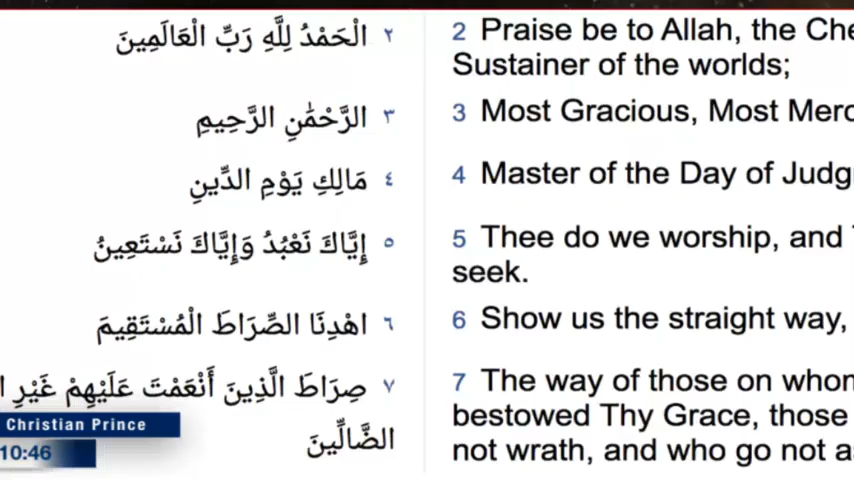 ٢ الْحَمْدُ لِلَّهِ رَبِّ الْعَالَمِينَ
2 Praise be to Allah, the
Sustainer of the worlds;
٣ الرَّحْمَٰنِ الرَّحِيمِ
3 Most Gracious, Most
٤ مَالِكِ يَوْمِ الدِّينِ
4 Master of the Day of
٥ إِيَّاكَ نَعْبُدُ وَإِيَّاكَ نَسْتَعِينُ
5 Thee do we worship, and
seek.
٦ اهْدِنَا الصِّرَاطَ الْمُسْتَقِيمَ
6 Show us the straight way,
٧ صِرَاطَ الَّذِينَ أَنْعَمْتَ عَلَيْهِمْ غَيْرِ
الضَّالِّينَ
7 The way of those on whom
bestowed Thy Grace, those
not wrath, and who go not
Christian Prince
10:46